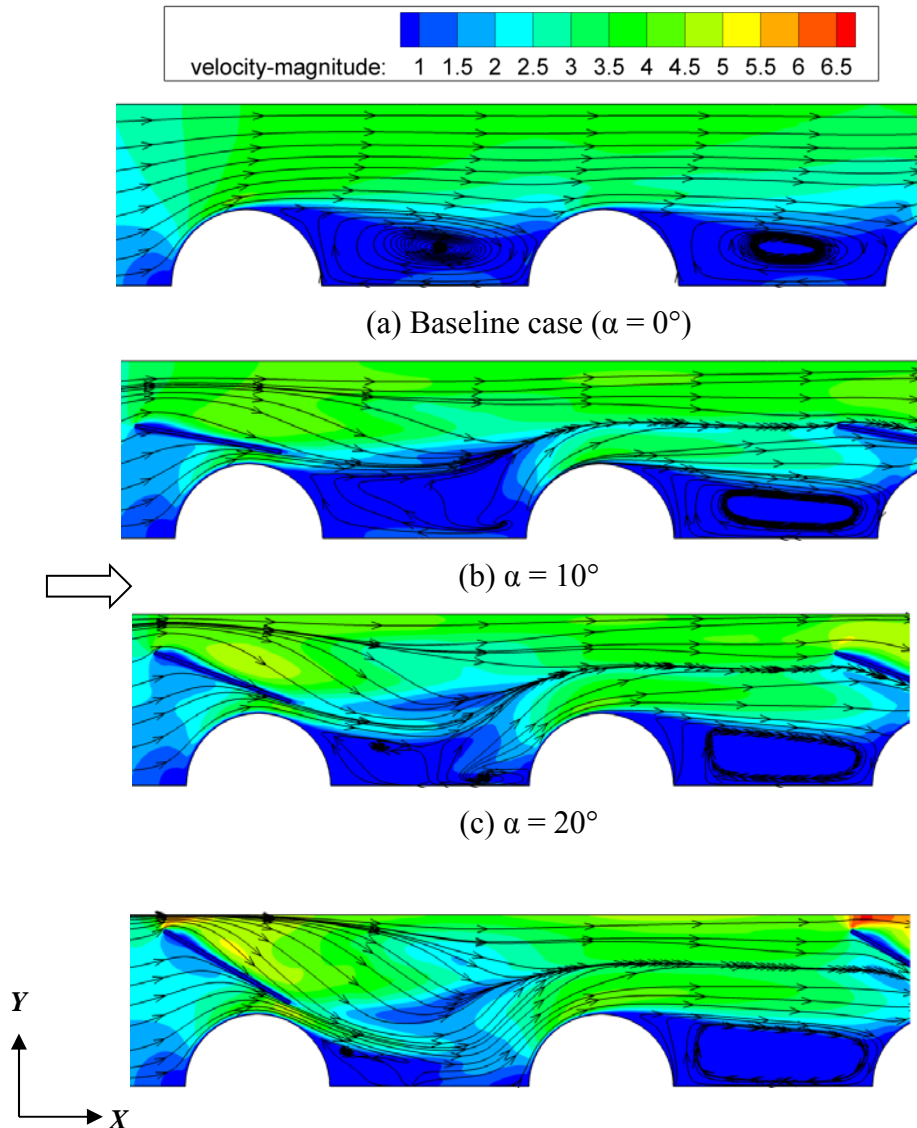 velocity-magnitude: 1 1.5 2 2.5 3 3.5 4 4.5 5 5.5 6 6.5
(a) Baseline case (α = 0°)
(b) α = 10°
(c) α = 20°
Y
X